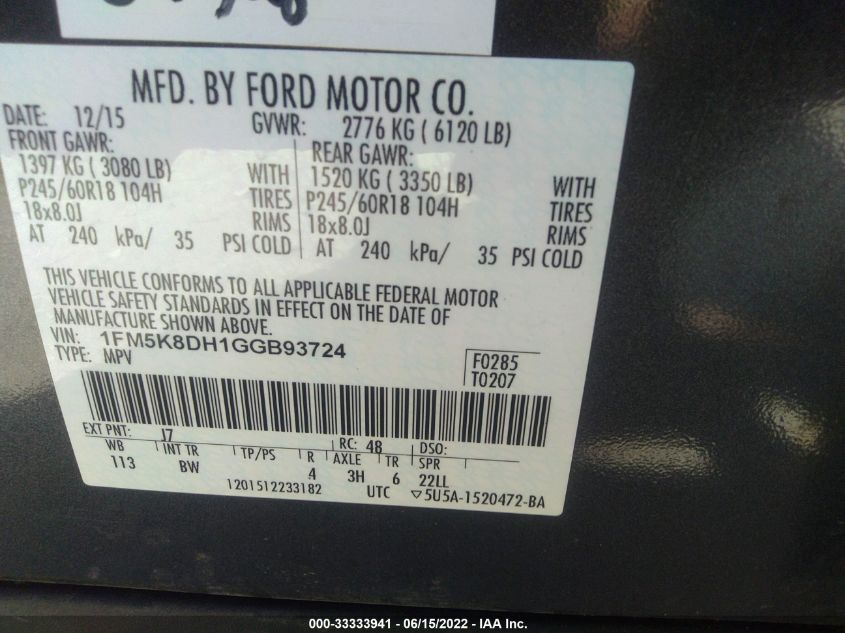 MFD. BY FORD MOTOR CO.
DATE: 12/15 GVWR: 2776 KG ( 6120 LB)
FRONT GAWR: REAR GAWR:
1397 KG ( 3080 LB) WITH 1520 KG ( 3350 LB) WITH
P245/60R18 104H TIRES P245/60R18 104H TIRES
18x8.0J RIMS 18x8.0J RIMS
AT 240 kPa/ 35 PSI COLD AT 240 kPa/ 35 PSI COLD
THIS VEHICLE CONFORMS TO ALL APPLICABLE FEDERAL MOTOR
VEHICLE SAFETY STANDARDS IN EFFECT ON THE DATE OF
MANUFACTURE SHOWN ABOVE.
VIN: 1FM5K8DH1GGB93724
TYPE: MPV F0285
T0207
EXT PNT: J7 RC: 48 DSO:
WB INT TR TP/PS R AXLE TR SPR
113 BW 4 3H 6 22LL
1201512233182 UTC ▽5U5A-1520472-BA
000-33333941 - 06/15/2022 - IAA Inc.